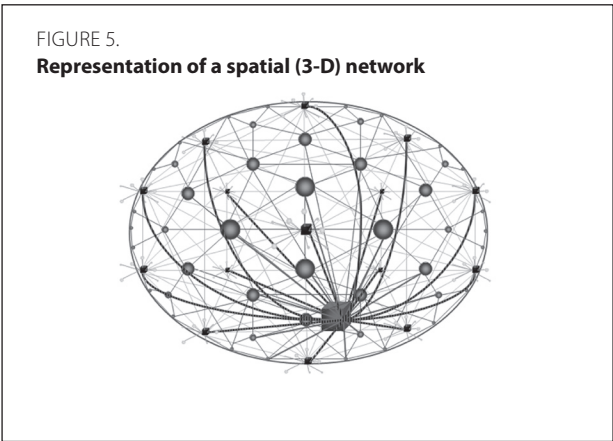 FIGURE 5.
Representation of a spatial (3-D) network